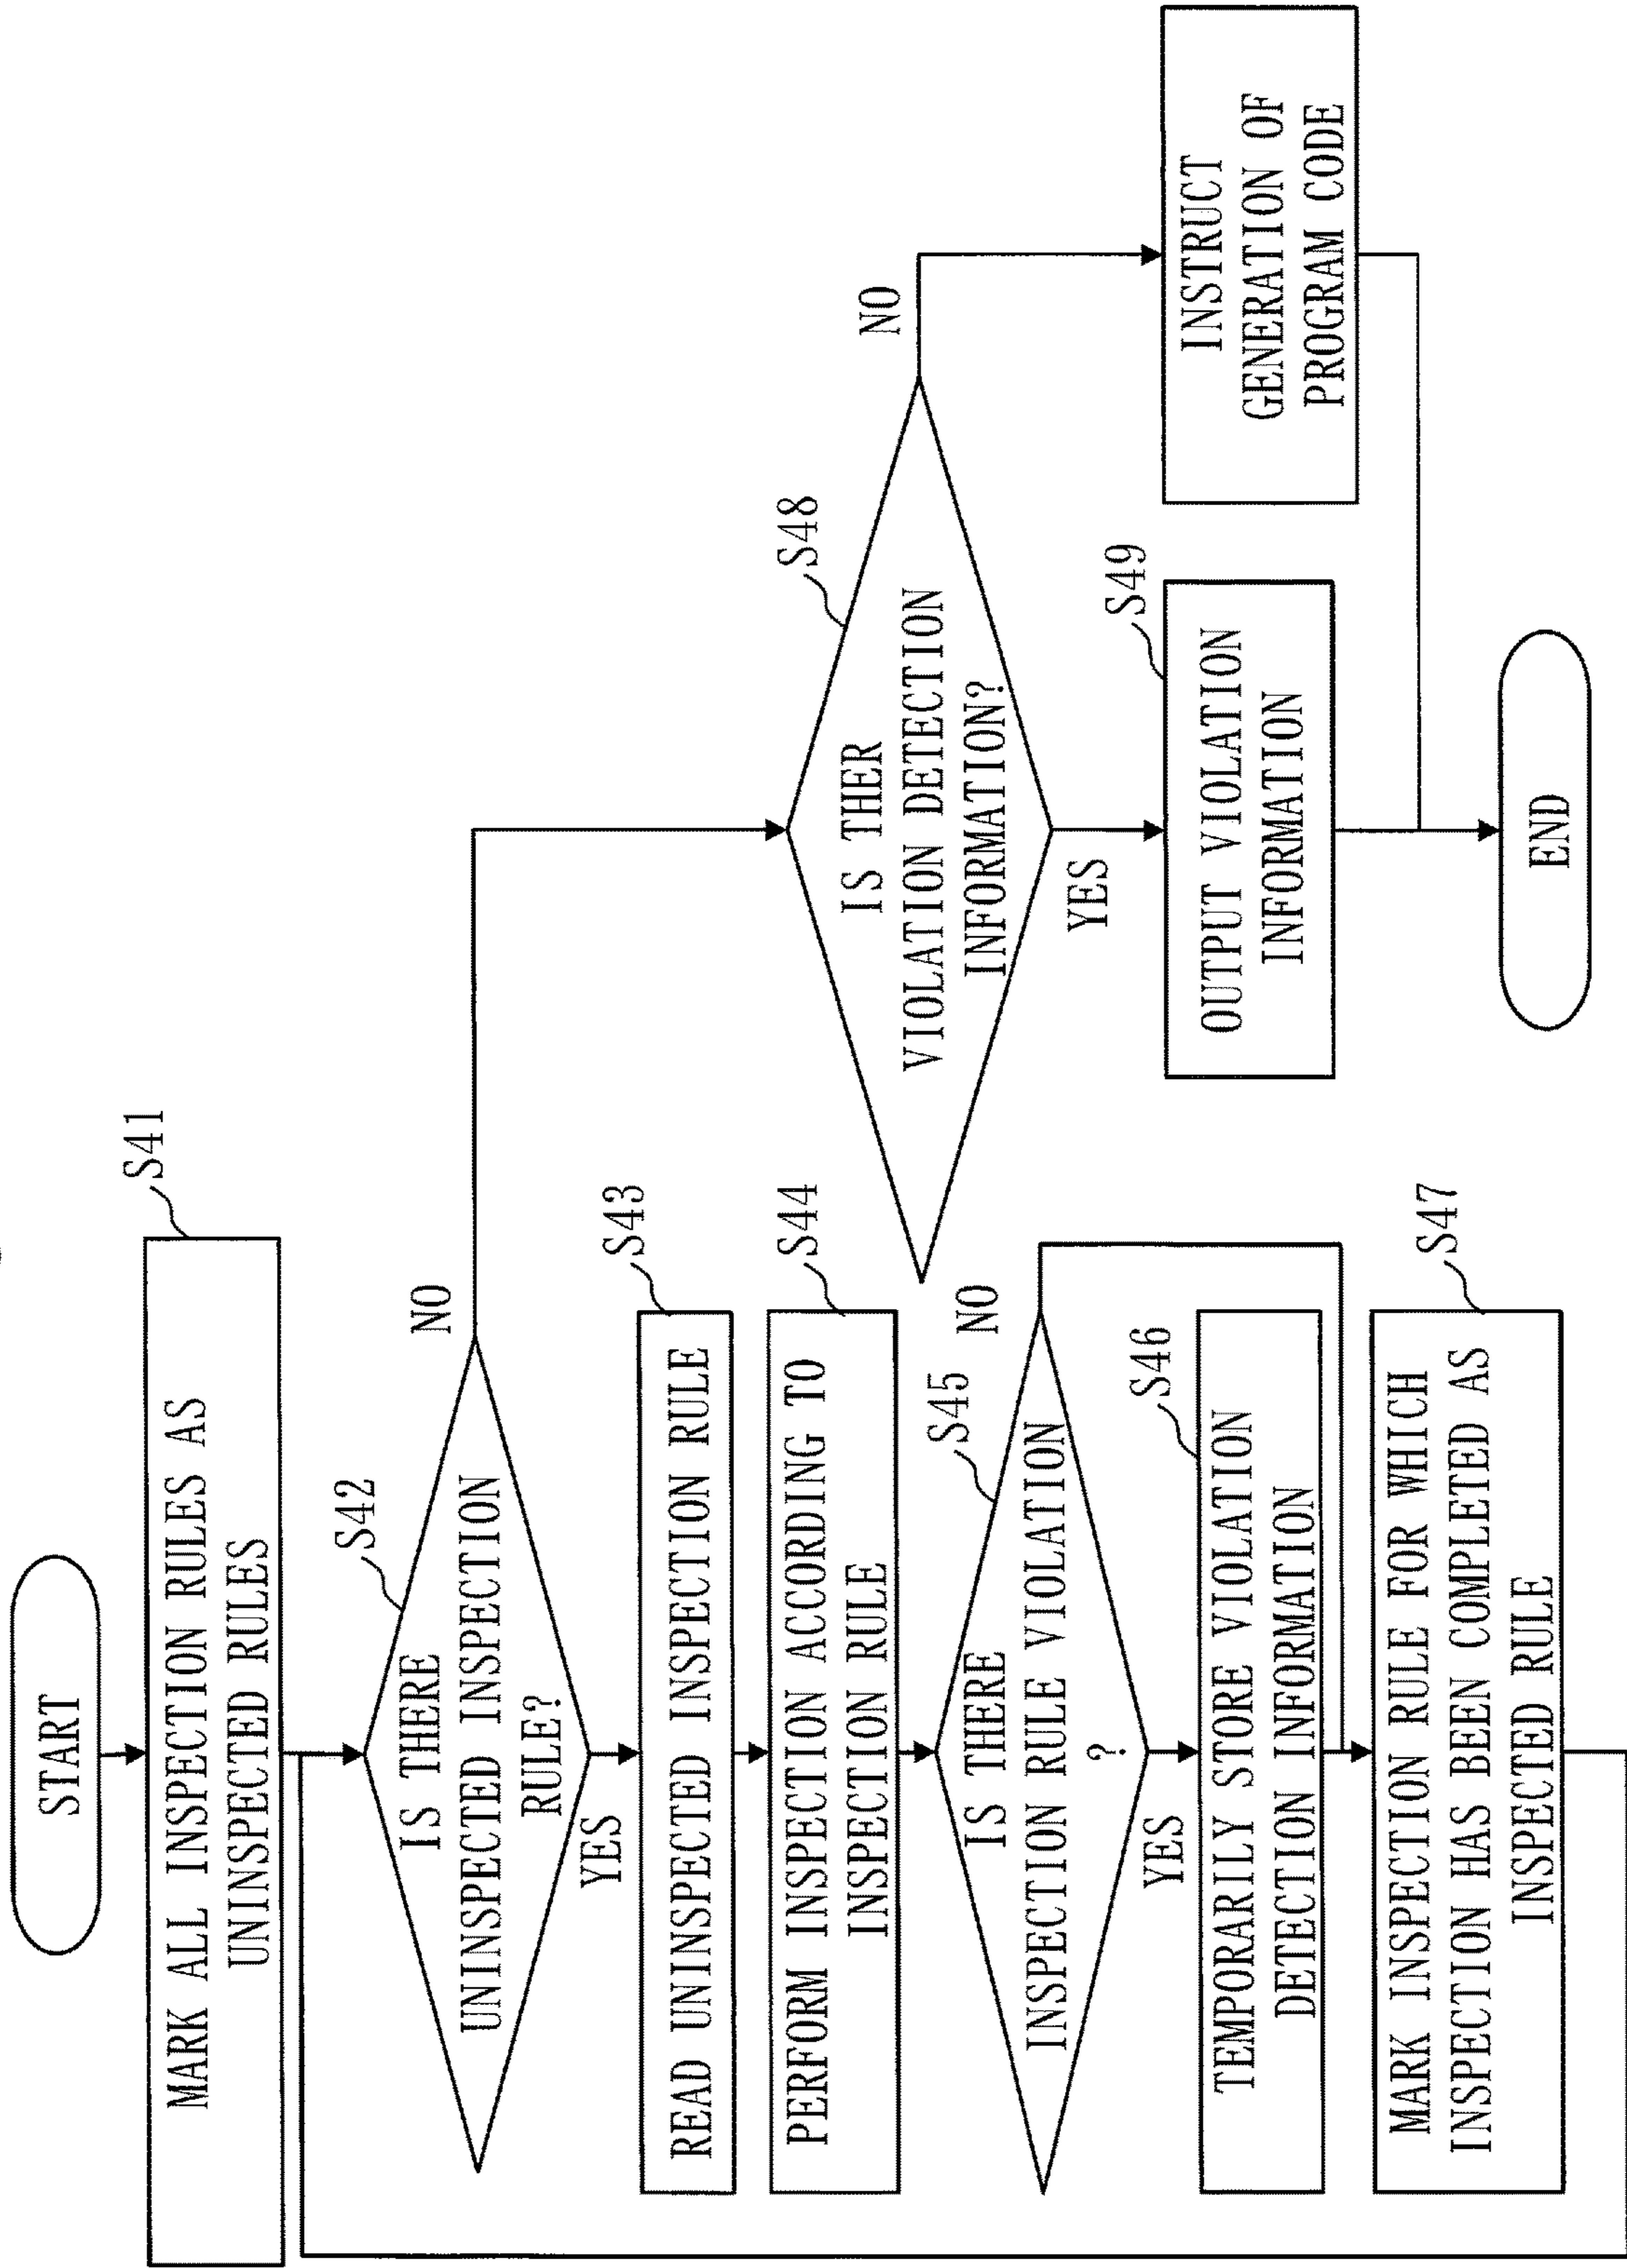 START
S41
MARK ALL INSPECTION RULES AS
UNINSPECTED RULES
S42
IS THERE
UNINSPECTED INSPECTION
RULE?
NO
YES
S43
READ UNINSPECTED INSPECTION RULE
S44
PERFORM INSPECTION ACCORDING TO
INSPECTION RULE
S45
IS THERE
INSPECTION RULE VIOLATION
?
NO
YES
S46
TEMPORARILY STORE VIOLATION
DETECTION INFORMATION
S47
MARK INSPECTION RULE FOR WHICH
INSPECTION HAS BEEN COMPLETED AS
INSPECTED RULE
S48
IS THER
VIOLATION DETECTION
INFORMATION?
NO
YES
S49
OUTPUT VIOLATION
INFORMATION
INSTRUCT
GENERATION OF
PROGRAM CODE
END